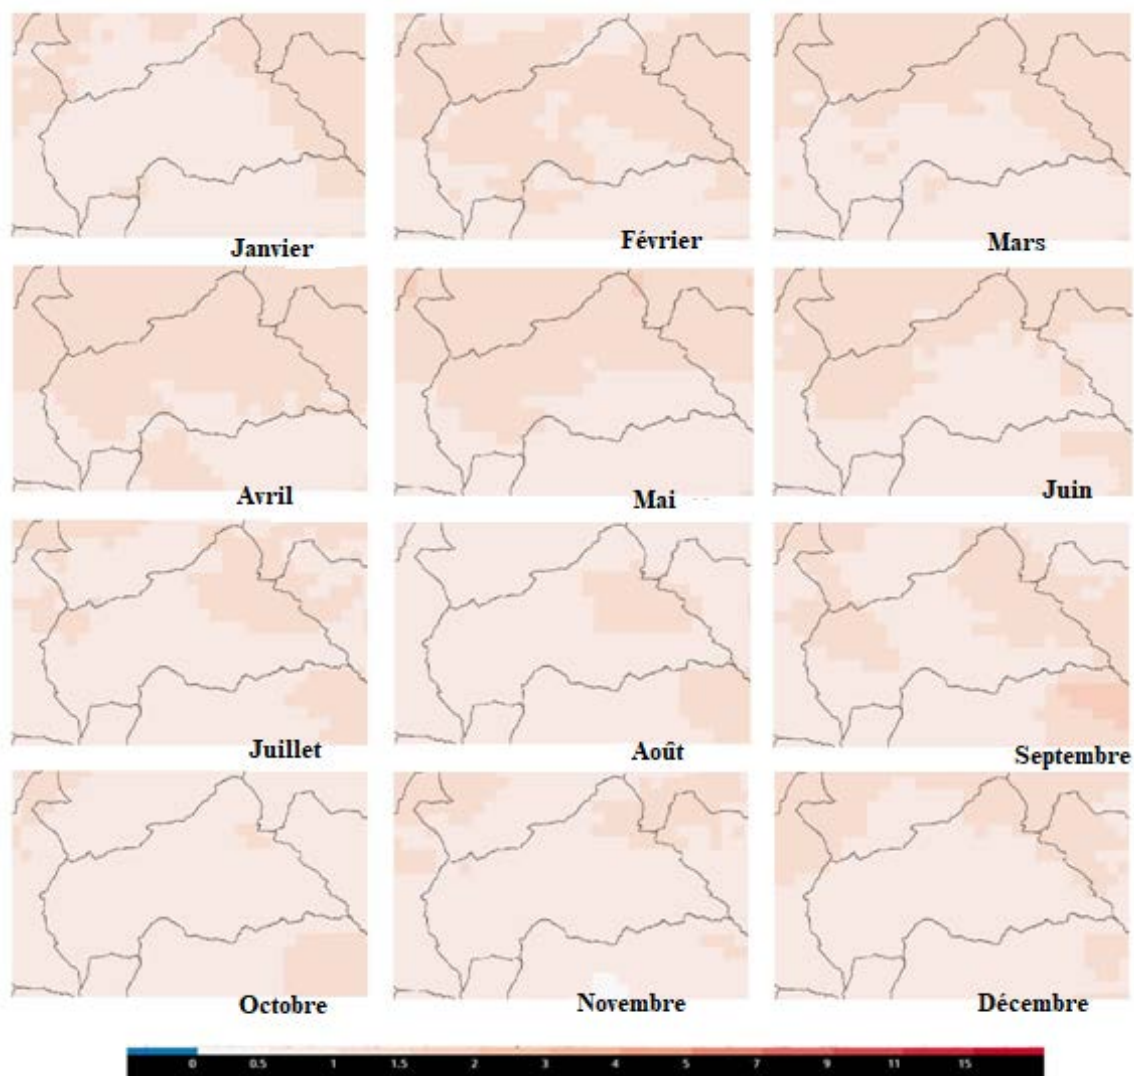 Janvier
Février
Mars
Avril
Mai
Juin
Juillet
Août
Septembre
Octobre
Novembre
Décembre
0 0.5 1 1.5 2 3 4 5 7 9 11 15